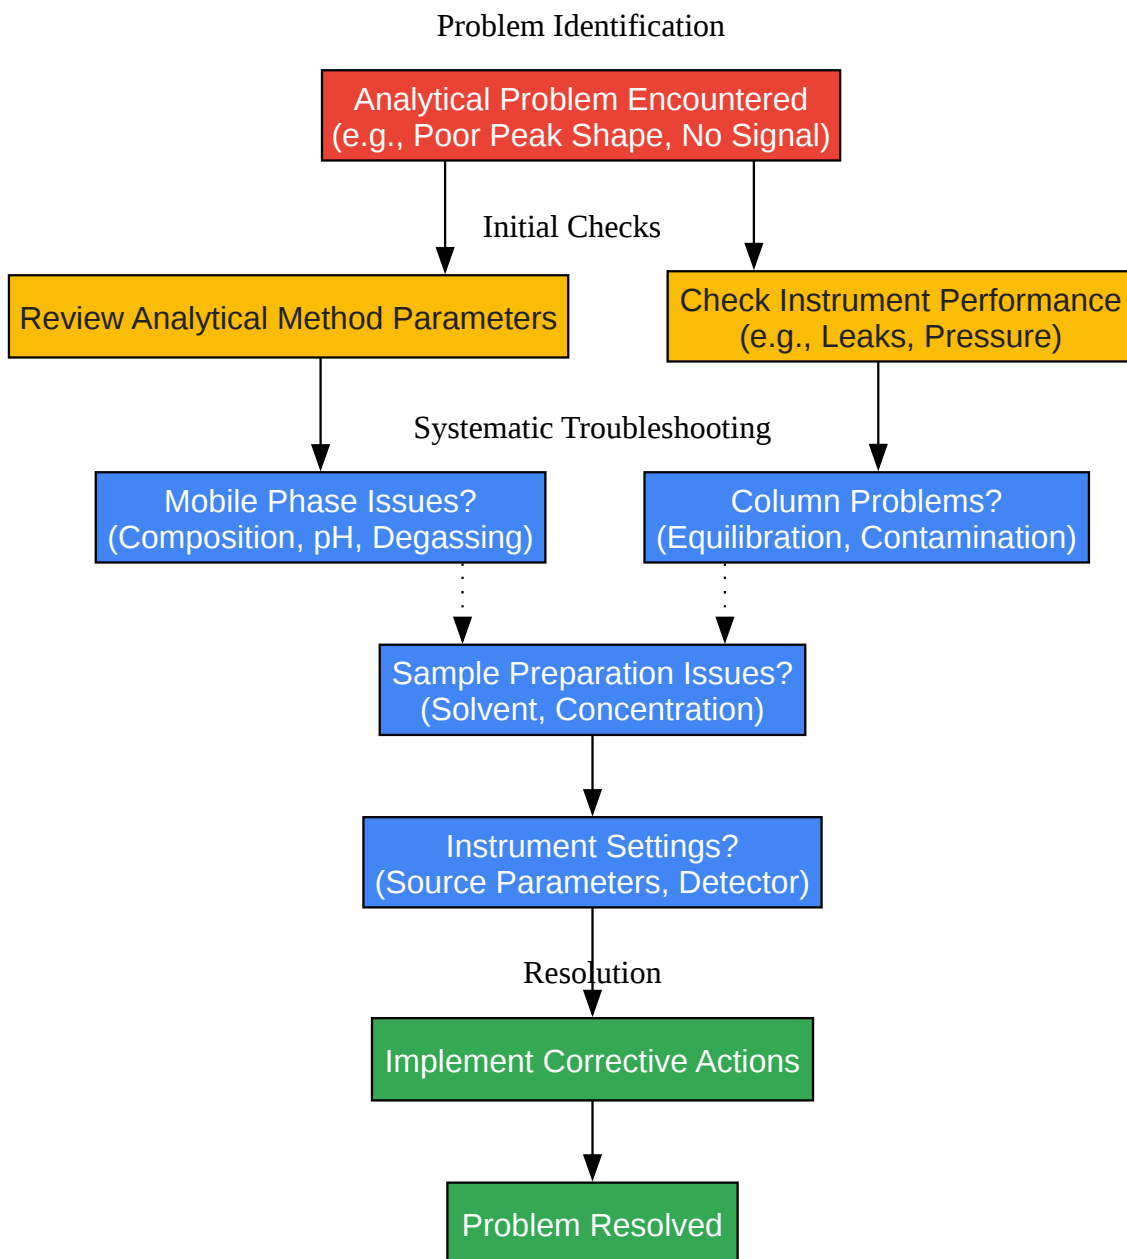 Problem Identification
Analytical Problem Encountered
(e.g., Poor Peak Shape, No Signal)
Initial Checks
Review Analytical Method Parameters
Check Instrument Performance
(e.g., Leaks, Pressure)
Systematic Troubleshooting
Mobile Phase Issues?
(Composition, pH, Degassing)
Column Problems?
(Equilibration, Contamination)
Sample Preparation Issues?
(Solvent, Concentration)
Instrument Settings?
(Source Parameters, Detector)
Resolution
Implement Corrective Actions
Problem Resolved